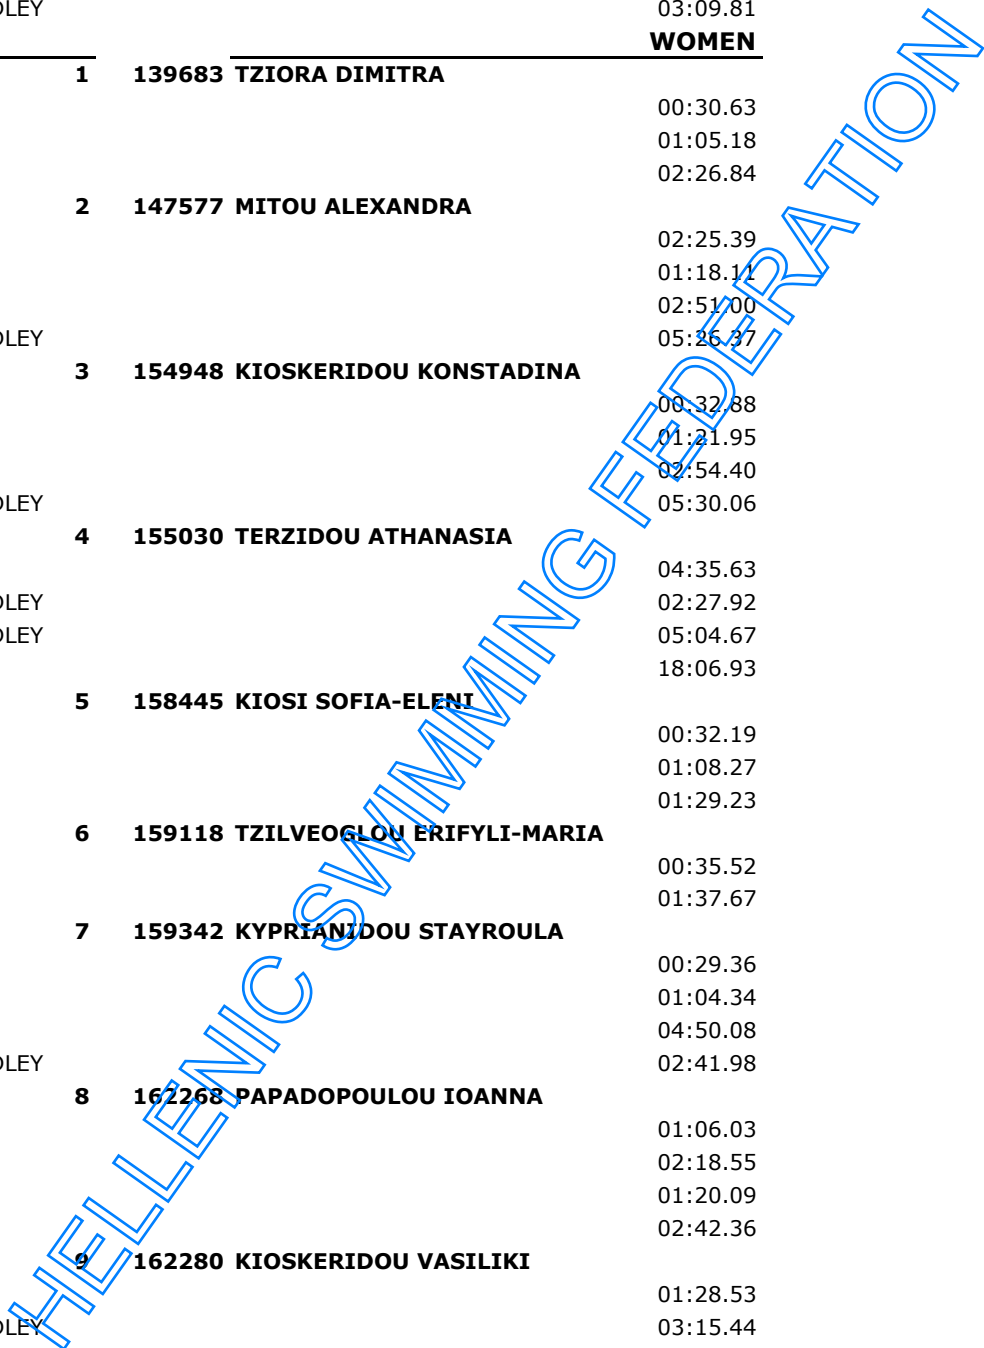 DLEY 03:09.81
WOMEN
1 139683 TZIORA DIMITRA
00:30.63
01:05.18
02:26.84
2 147577 MITOU ALEXANDRA
02:25.39
01:18.11
02:51.00
DLEY 05:26.37
3 154948 KIOSKERIDOU KONSTADINA
00:32.88
01:21.95
02:54.40
DLEY 05:30.06
4 155030 TERZIDOU ATHANASIA
04:35.63
DLEY 02:27.92
DLEY 05:04.67
18:06.93
5 158445 KIOSI SOFIA-ELENI
00:32.19
01:08.27
01:29.23
6 159118 TZILVEOGLOU ERIFYLI-MARIA
00:35.52
01:37.67
7 159342 KYPRIANIDOU STAYROULA
00:29.36
01:04.34
04:50.08
DLEY 02:41.98
8 162268 PAPADOPOULOU IOANNA
01:06.03
02:18.55
01:20.09
02:42.36
9 162280 KIOSKERIDOU VASILIKI
01:28.53
DLEY 03:15.44
HELLENIC SWIMMING FEDERATION